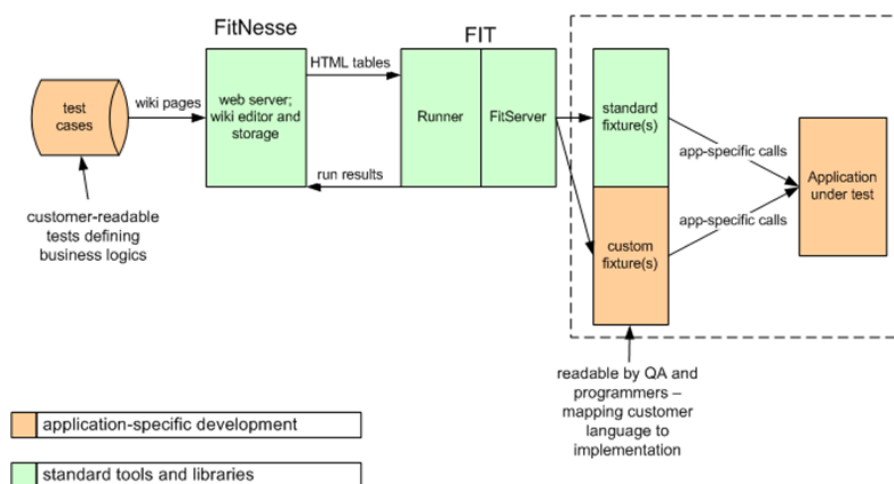 FitNesse
FIT
test
cases
wiki pages
web server;
wiki editor and
storage
HTML tables
run results
Runner
FitServer
standard
fixture(s)
custom
fixture(s)
app-specific calls
app-specific calls
Application
under test
customer-readable
tests defining
business logics
readable by QA and
programmers –
mapping customer
language to
implementation
application-specific development
standard tools and libraries